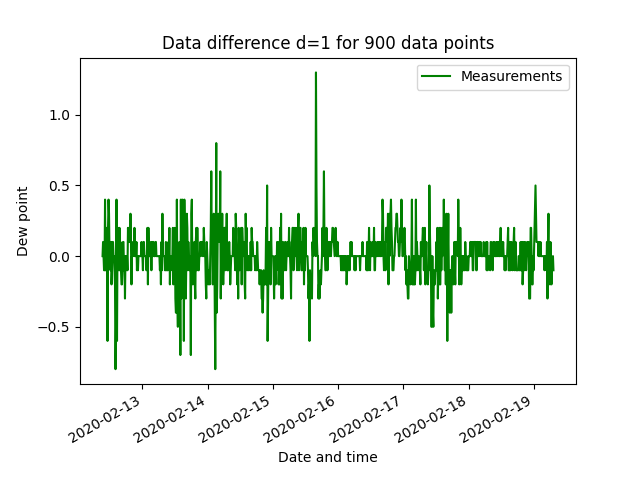 Data difference d=1 for 900 data points
Measurements
1.0
0.5
0.0
−0.5
Dew point
2020-02-13
2020-02-14
2020-02-15
2020-02-16
2020-02-17
2020-02-18
2020-02-19
Date and time